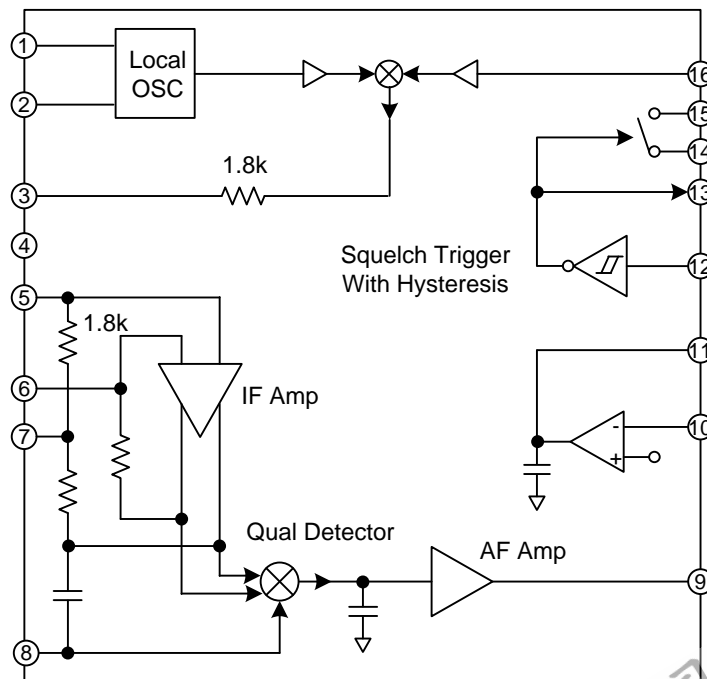 1
Local
OSC
2
16
15
14
1.8k
3
13
4
Squelch Trigger
With Hysteresis
12
5
1.8k
11
6
IF Amp
7
10
-
+
Qual Detector
AF Amp
9
8